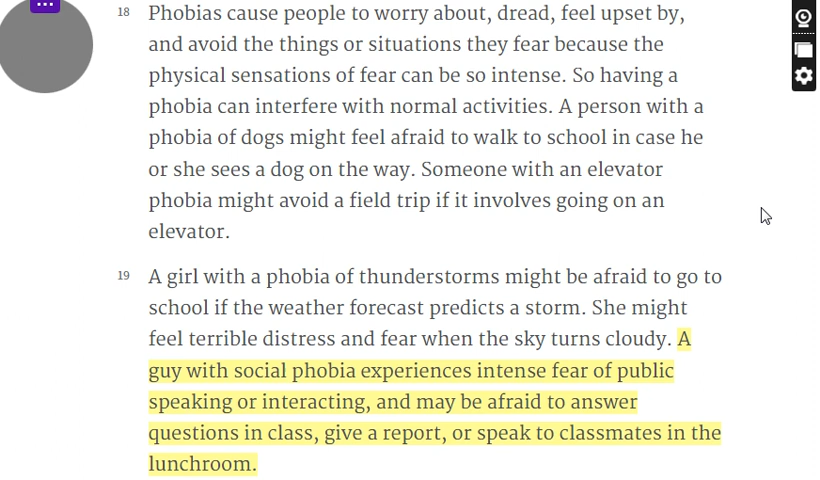 18 Phobias cause people to worry about, dread, feel upset by,
and avoid the things or situations they fear because the
physical sensations of fear can be so intense. So having a
phobia can interfere with normal activities. A person with a
phobia of dogs might feel afraid to walk to school in case he
or she sees a dog on the way. Someone with an elevator
phobia might avoid a field trip if it involves going on an
elevator.
19 A girl with a phobia of thunderstorms might be afraid to go to
school if the weather forecast predicts a storm. She might
feel terrible distress and fear when the sky turns cloudy. A
guy with social phobia experiences intense fear of public
speaking or interacting, and may be afraid to answer
questions in class, give a report, or speak to classmates in the
lunchroom.